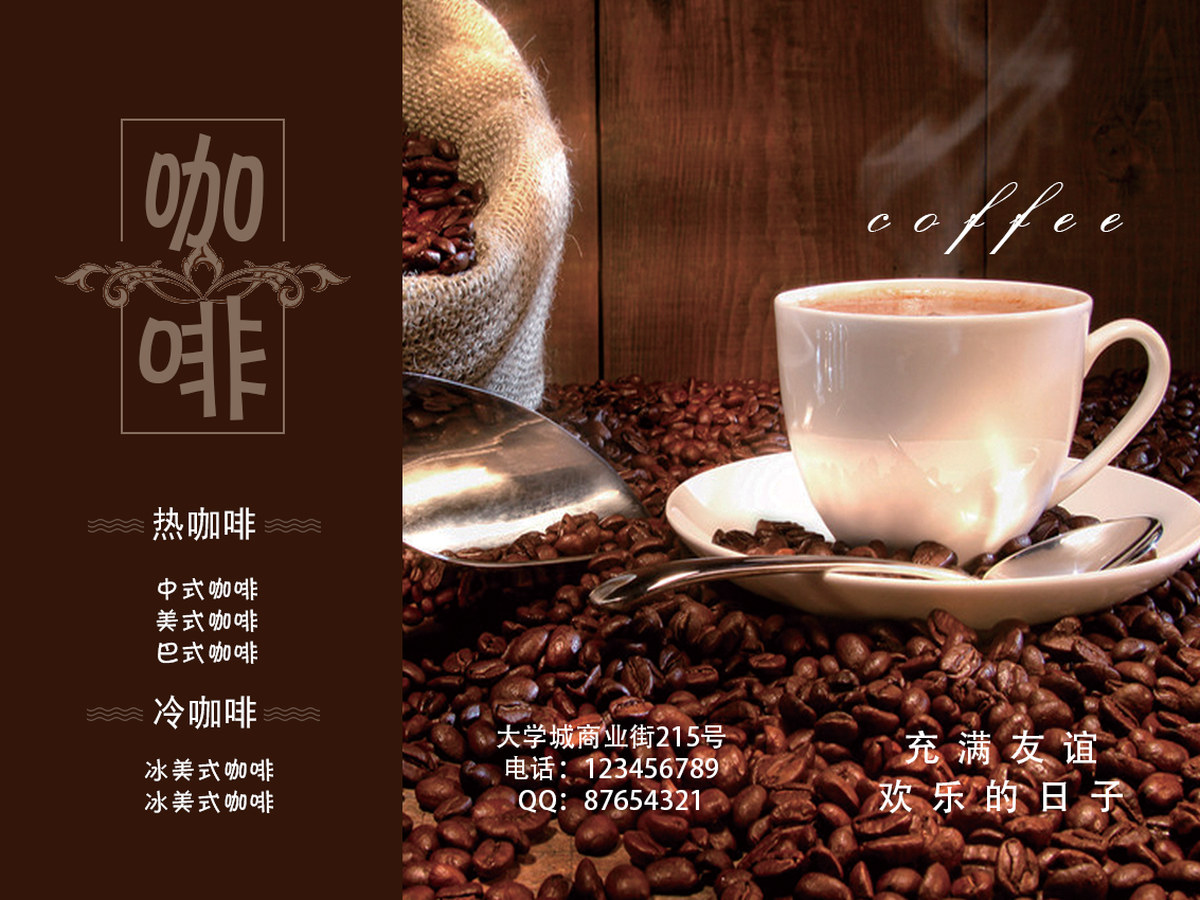 咖
啡
热咖啡
中式咖啡
美式咖啡
巴式咖啡
冷咖啡
冰美式咖啡
冰美式咖啡
coffee
大学城商业街215号
电话：123456789
QQ：87654321
充满友谊
欢乐的日子